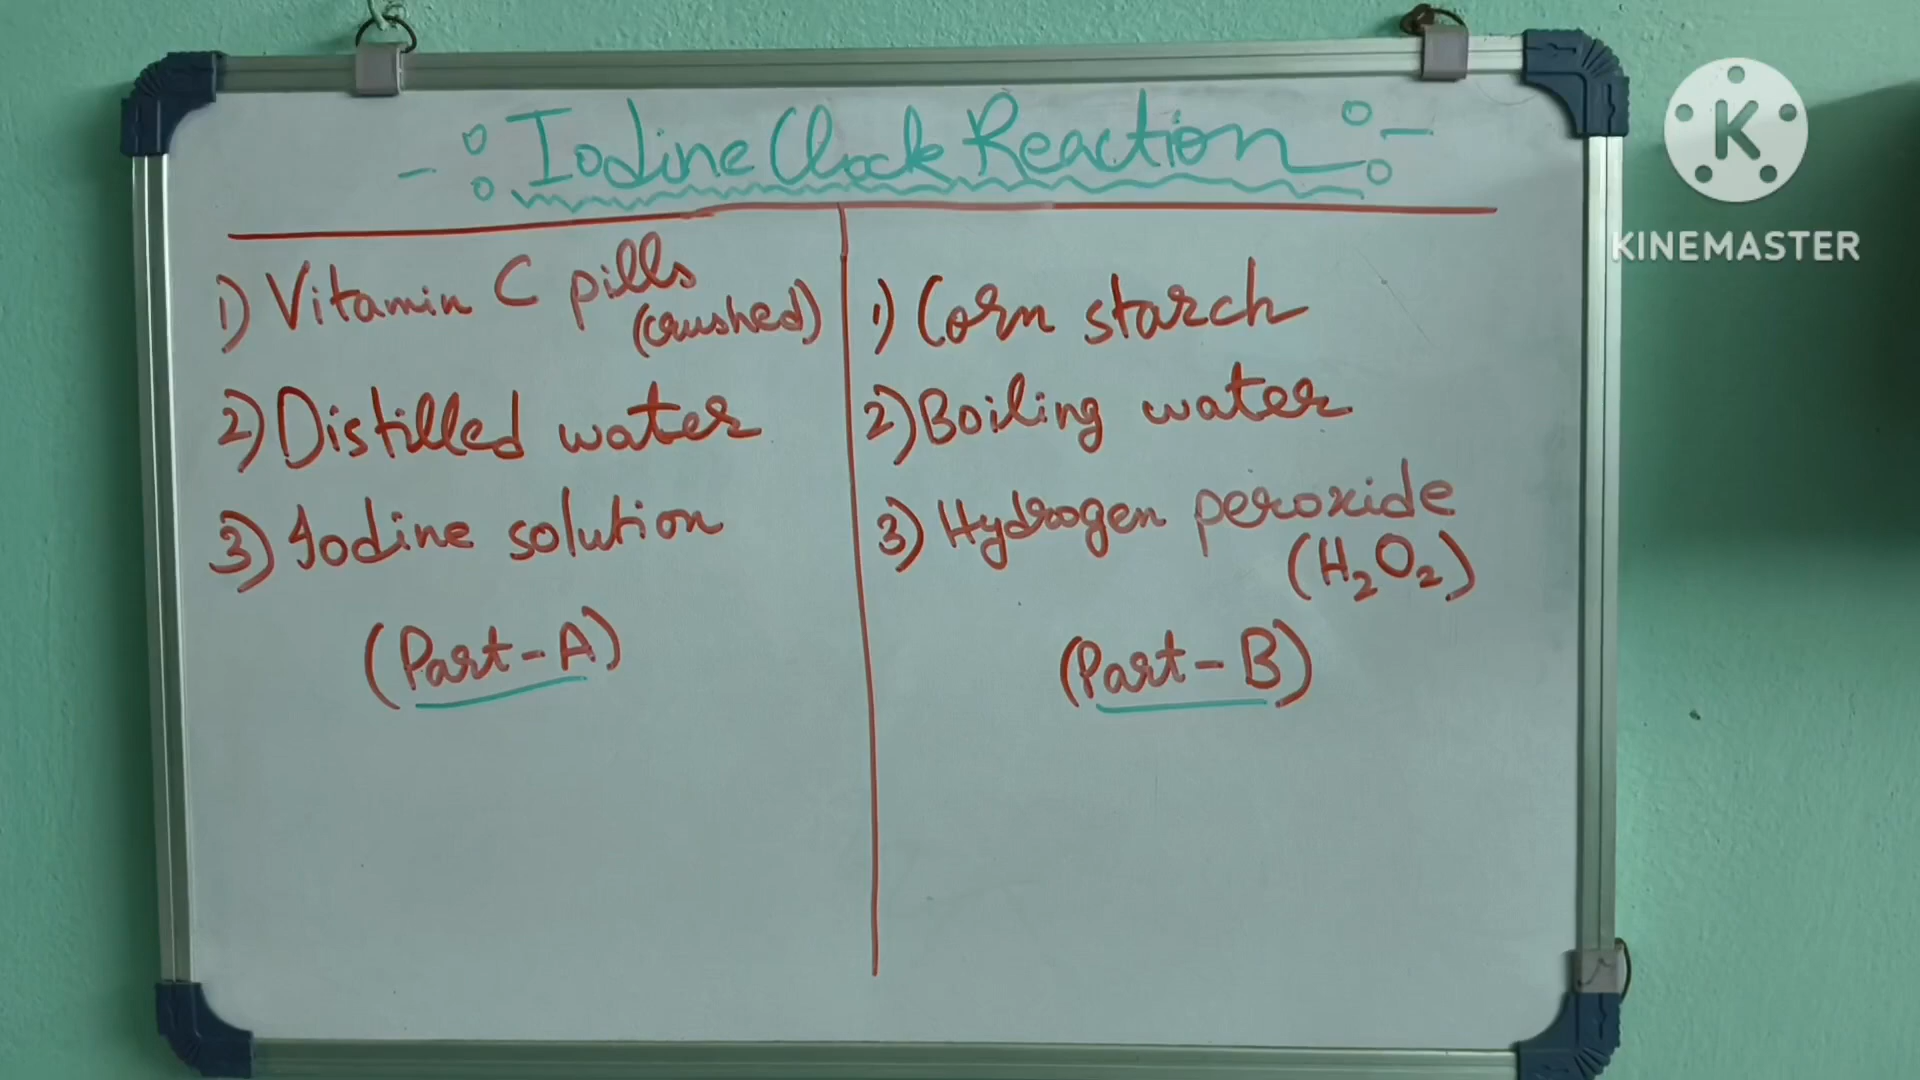 -: Iodine Clock Reaction :-
1) Vitamin C pills
(crushed)
2) Distilled water
3) Iodine solution
(Part-A)
1) Corn starch
2) Boiling water
3) Hydrogen peroxide
(H₂O₂)
(Part-B)
K
KINEMASTER